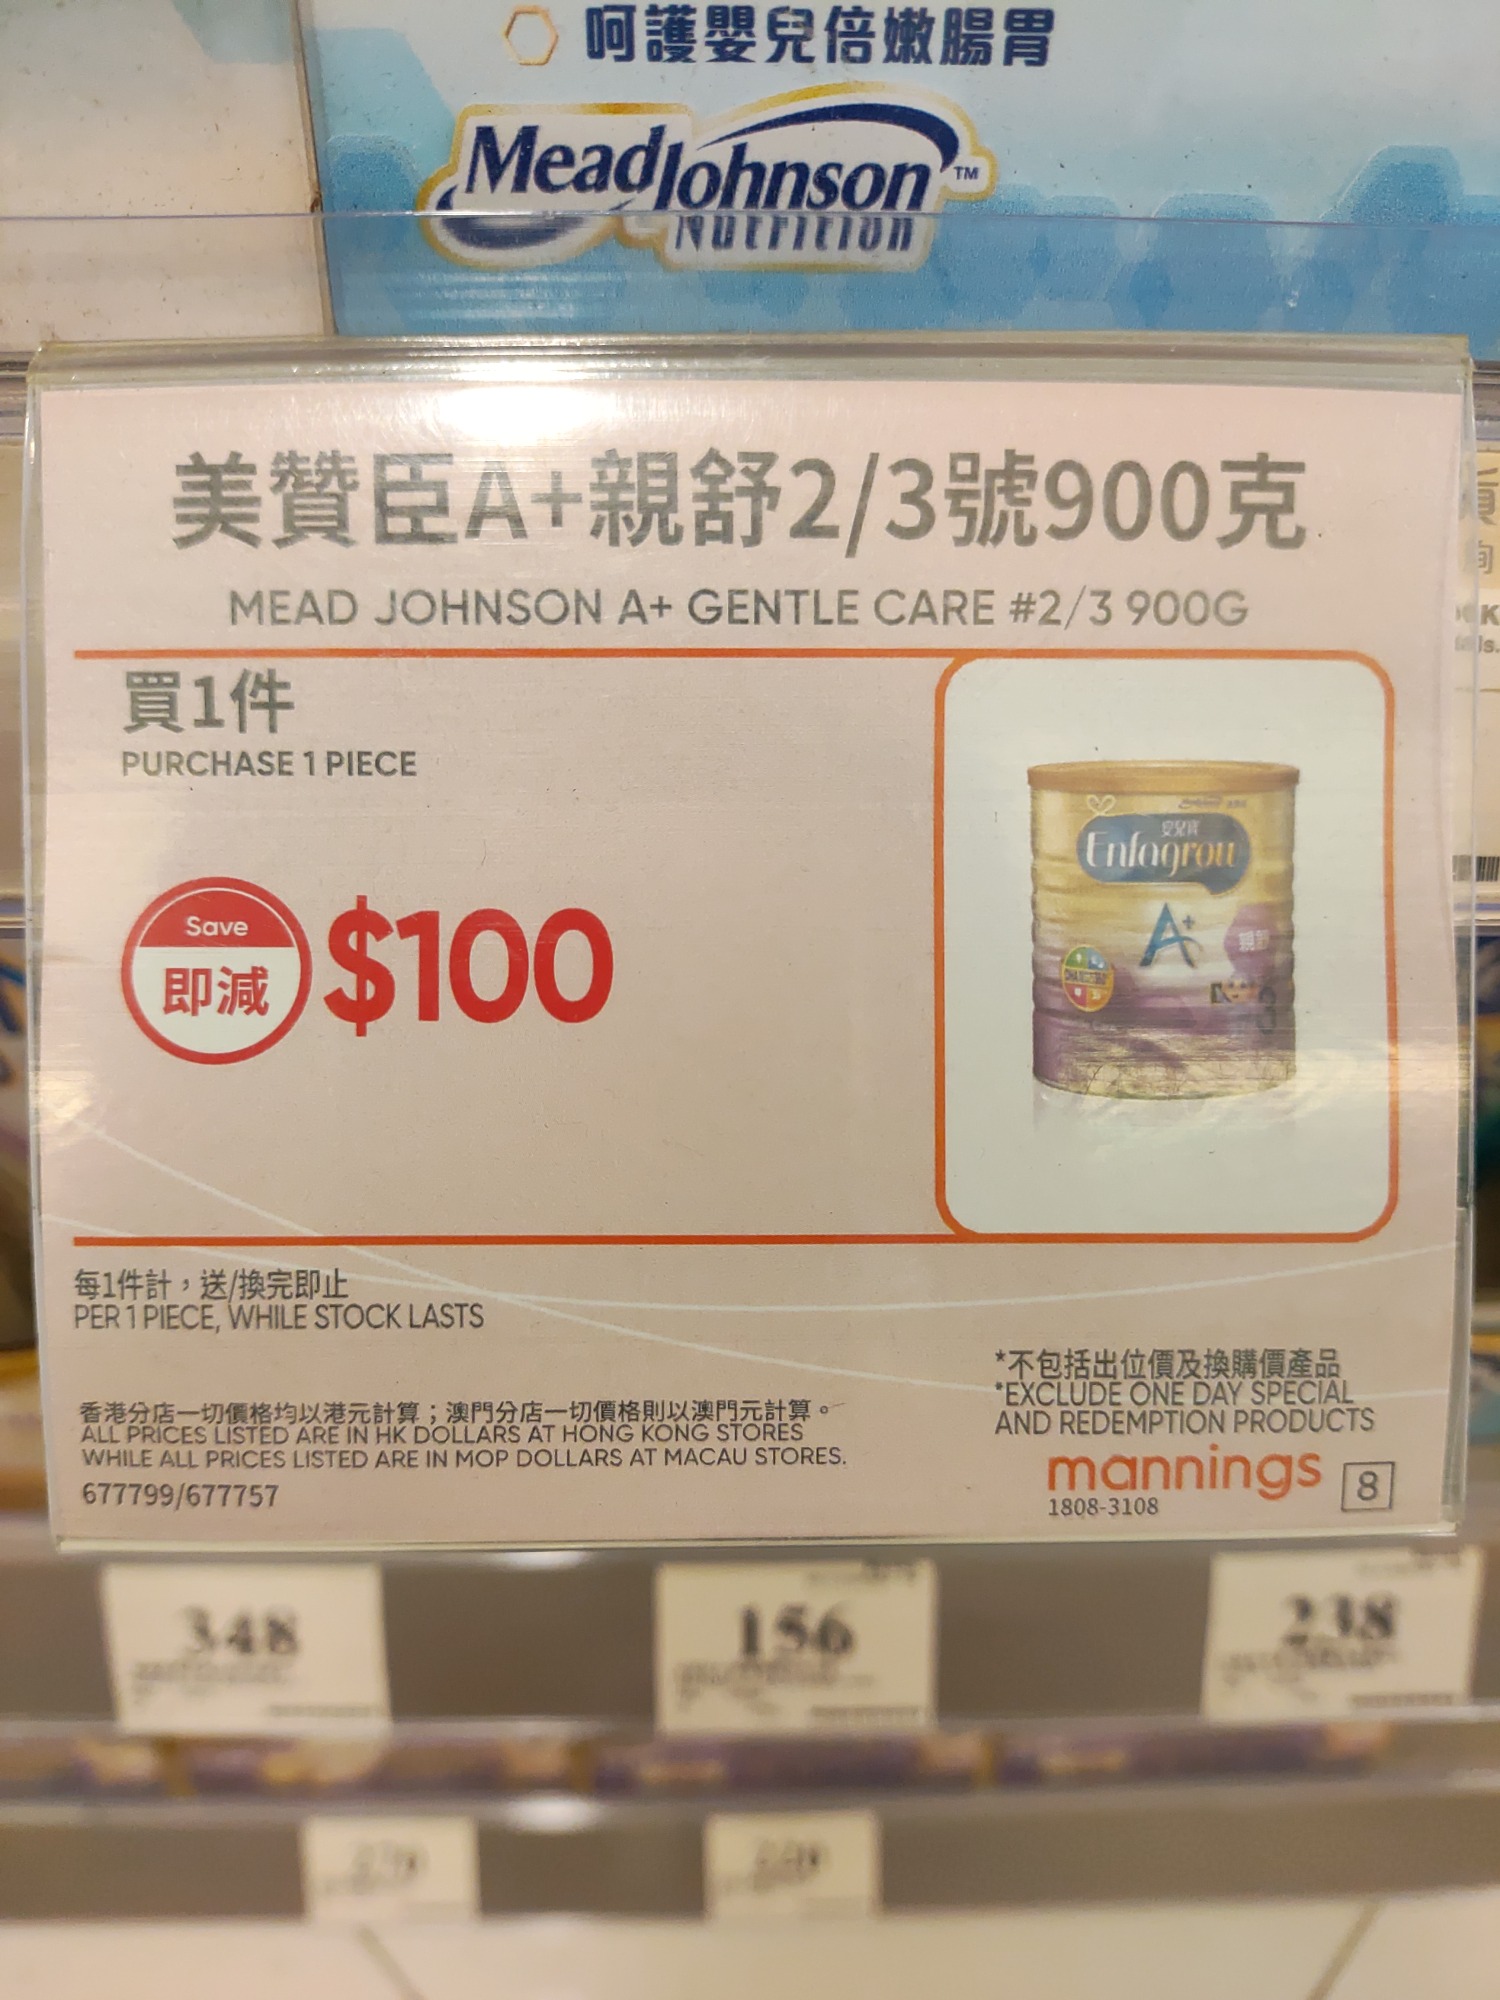 呵護嬰兒倍嫩腸胃
MeadJohnson™
Nutrition
美贊臣A+親舒2/3號900克
MEAD JOHNSON A+ GENTLE CARE #2/3 900G
買1件
PURCHASE 1 PIECE
Save
即減
$100
安兒寶
Enfagrow
A+
親舒
3
每1件計，送/換完即止
PER 1 PIECE, WHILE STOCK LASTS
*不包括出位價及換購價產品
*EXCLUDE ONE DAY SPECIAL
AND REDEMPTION PRODUCTS
香港分店一切價格均以港元計算；澳門分店一切價格則以澳門元計算。
ALL PRICES LISTED ARE IN HK DOLLARS AT HONG KONG STORES
WHILE ALL PRICES LISTED ARE IN MOP DOLLARS AT MACAU STORES.
677799/677757
mannings
8
1808-3108
348
156
238